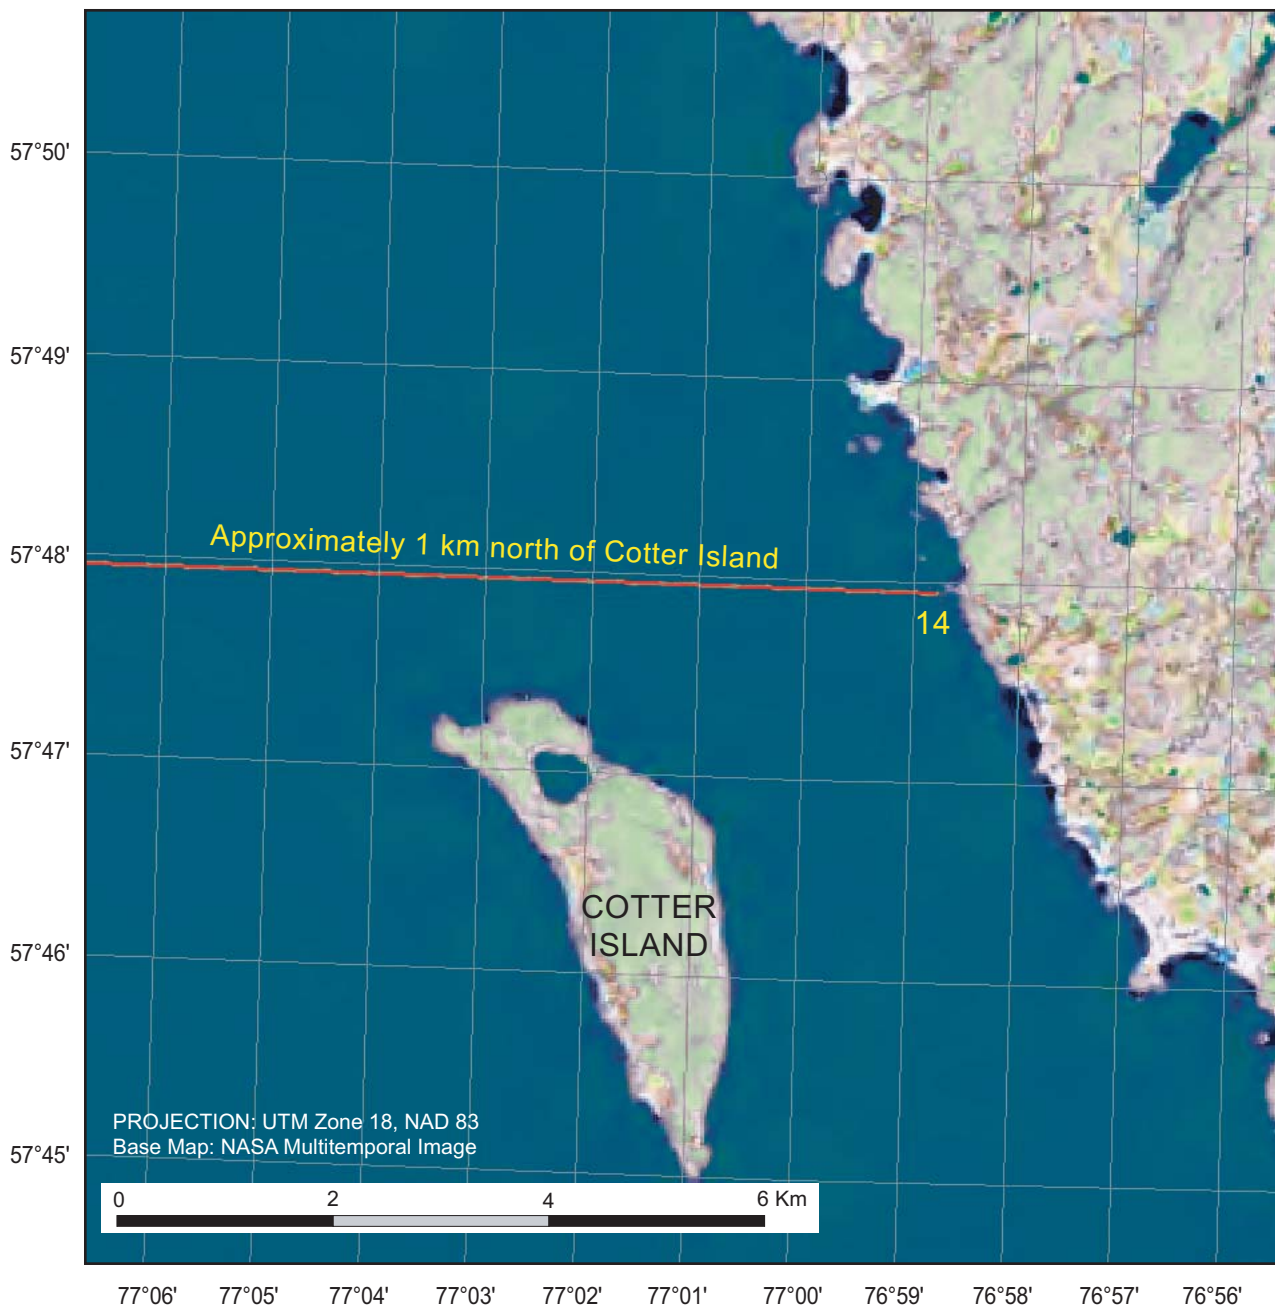 57°50'
57°49'
57°48'
57°47'
57°46'
57°45'
Approximately 1 km north of Cotter Island
14
COTTER
ISLAND
PROJECTION: UTM Zone 18, NAD 83
Base Map: NASA Multitemporal Image
0 2 4 6 Km
77°06' 77°05' 77°04' 77°03' 77°02' 77°01' 77°00' 76°59' 76°58' 76°57' 76°56'